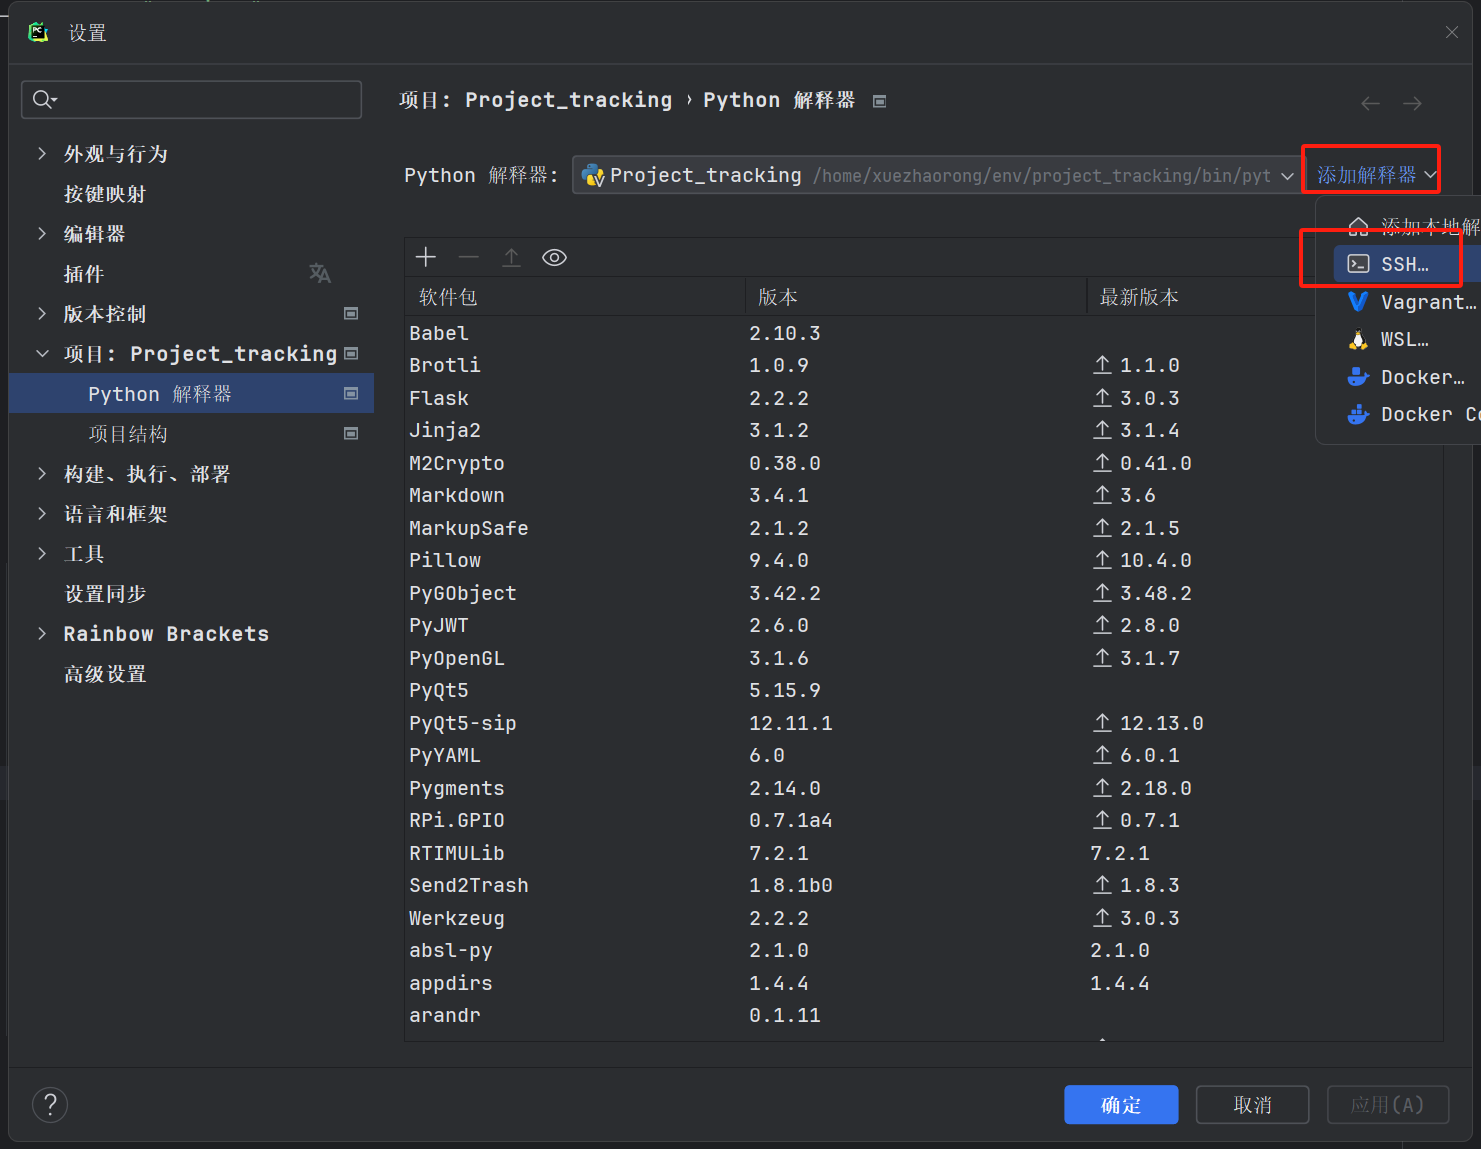 设置
项目: Project_tracking › Python 解释器
外观与行为
按键映射
编辑器
插件
版本控制
项目: Project_tracking
Python 解释器
项目结构
构建、执行、部署
语言和框架
工具
设置同步
Rainbow Brackets
高级设置
Python 解释器: Project_tracking /home/xuezhaorong/env/project_tracking/bin/pyt 添加解释器
添加本地解
SSH...
Vagrant...
WSL...
Docker...
Docker Co
软件包 版本 最新版本
Babel 2.10.3
Brotli 1.0.9 1.1.0
Flask 2.2.2 3.0.3
Jinja2 3.1.2 3.1.4
M2Crypto 0.38.0 0.41.0
Markdown 3.4.1 3.6
MarkupSafe 2.1.2 2.1.5
Pillow 9.4.0 10.4.0
PyGObject 3.42.2 3.48.2
PyJWT 2.6.0 2.8.0
PyOpenGL 3.1.6 3.1.7
PyQt5 5.15.9
PyQt5-sip 12.11.1 12.13.0
PyYAML 6.0 6.0.1
Pygments 2.14.0 2.18.0
RPi.GPIO 0.7.1a4 0.7.1
RTIMULib 7.2.1 7.2.1
Send2Trash 1.8.1b0 1.8.3
Werkzeug 2.2.2 3.0.3
absl-py 2.1.0 2.1.0
appdirs 1.4.4 1.4.4
arandr 0.1.11
? 确定 取消 应用(A)